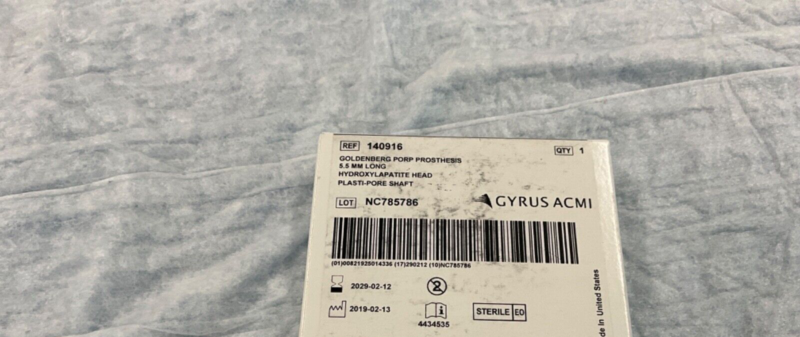 REF 140916
QTY 1
GOLDENBERG PORP PROSTHESIS
5.5 MM LONG
HYDROXYLAPATITE HEAD
PLASTI-PORE SHAFT
LOT NC785786
GYRUS ACMI
(01)00821925014336 (17)290212 (10)NC785786
2029-02-12
2
2019-02-13
4434535
STERILE EO
de in United States